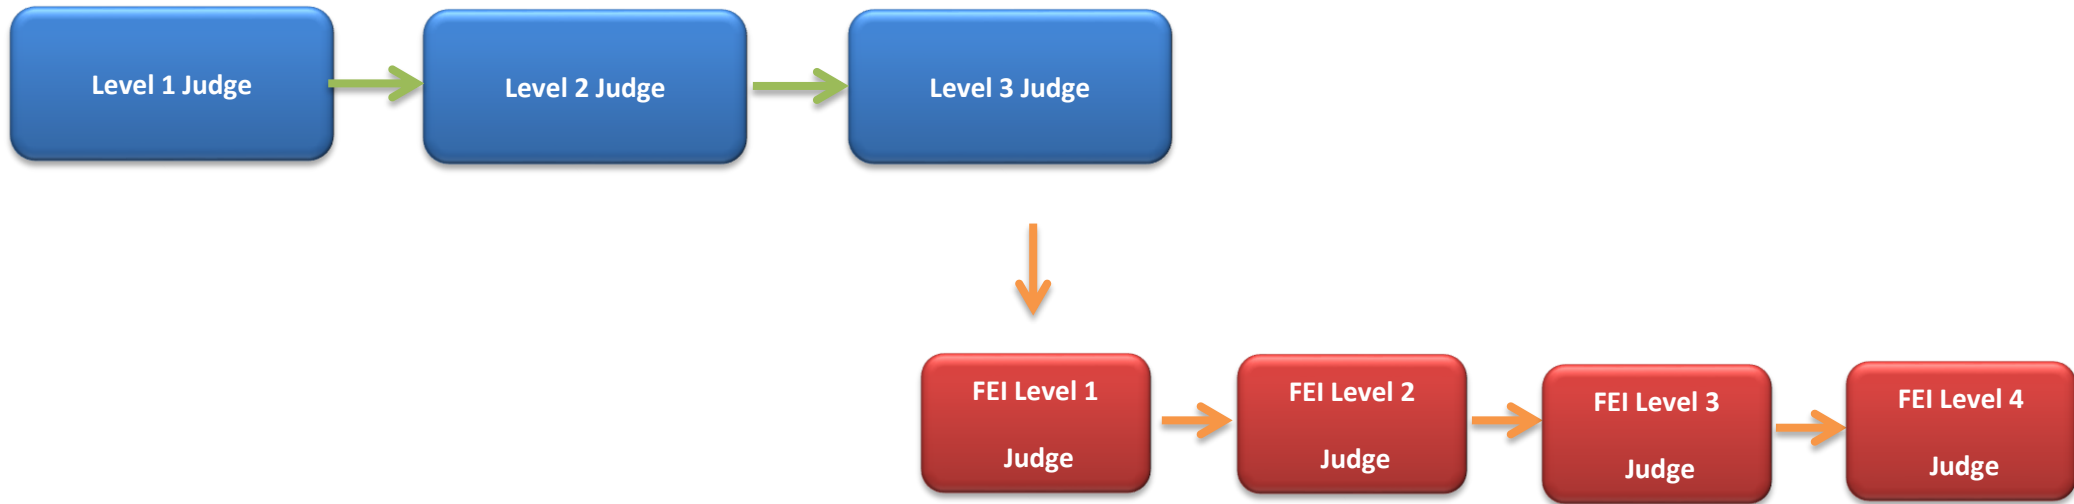 Level 1 Judge
Level 2 Judge
Level 3 Judge
FEI Level 1
Judge
FEI Level 2
Judge
FEI Level 3
Judge
FEI Level 4
Judge